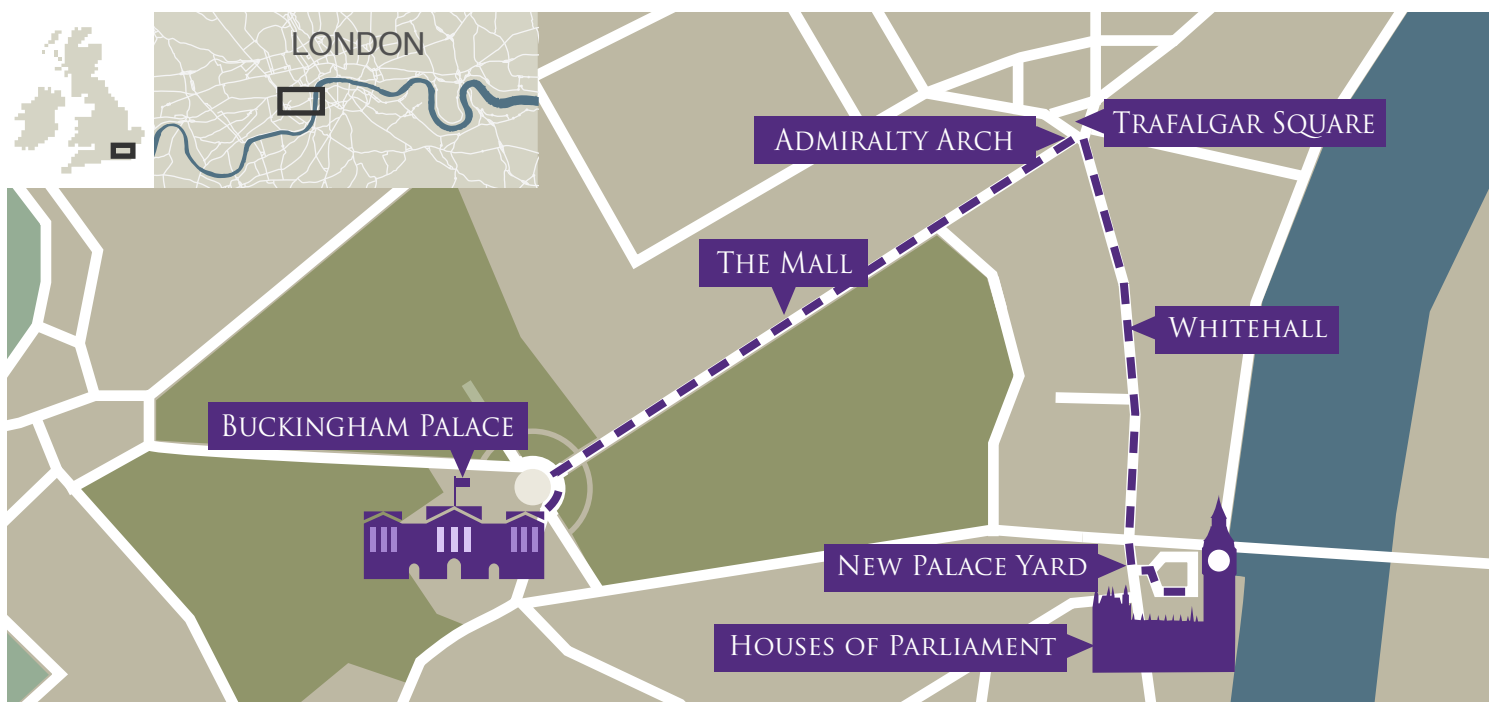 LONDON
TRAFALGAR SQUARE
ADMIRALTY ARCH
THE MALL
WHITEHALL
BUCKINGHAM PALACE
NEW PALACE YARD
HOUSES OF PARLIAMENT